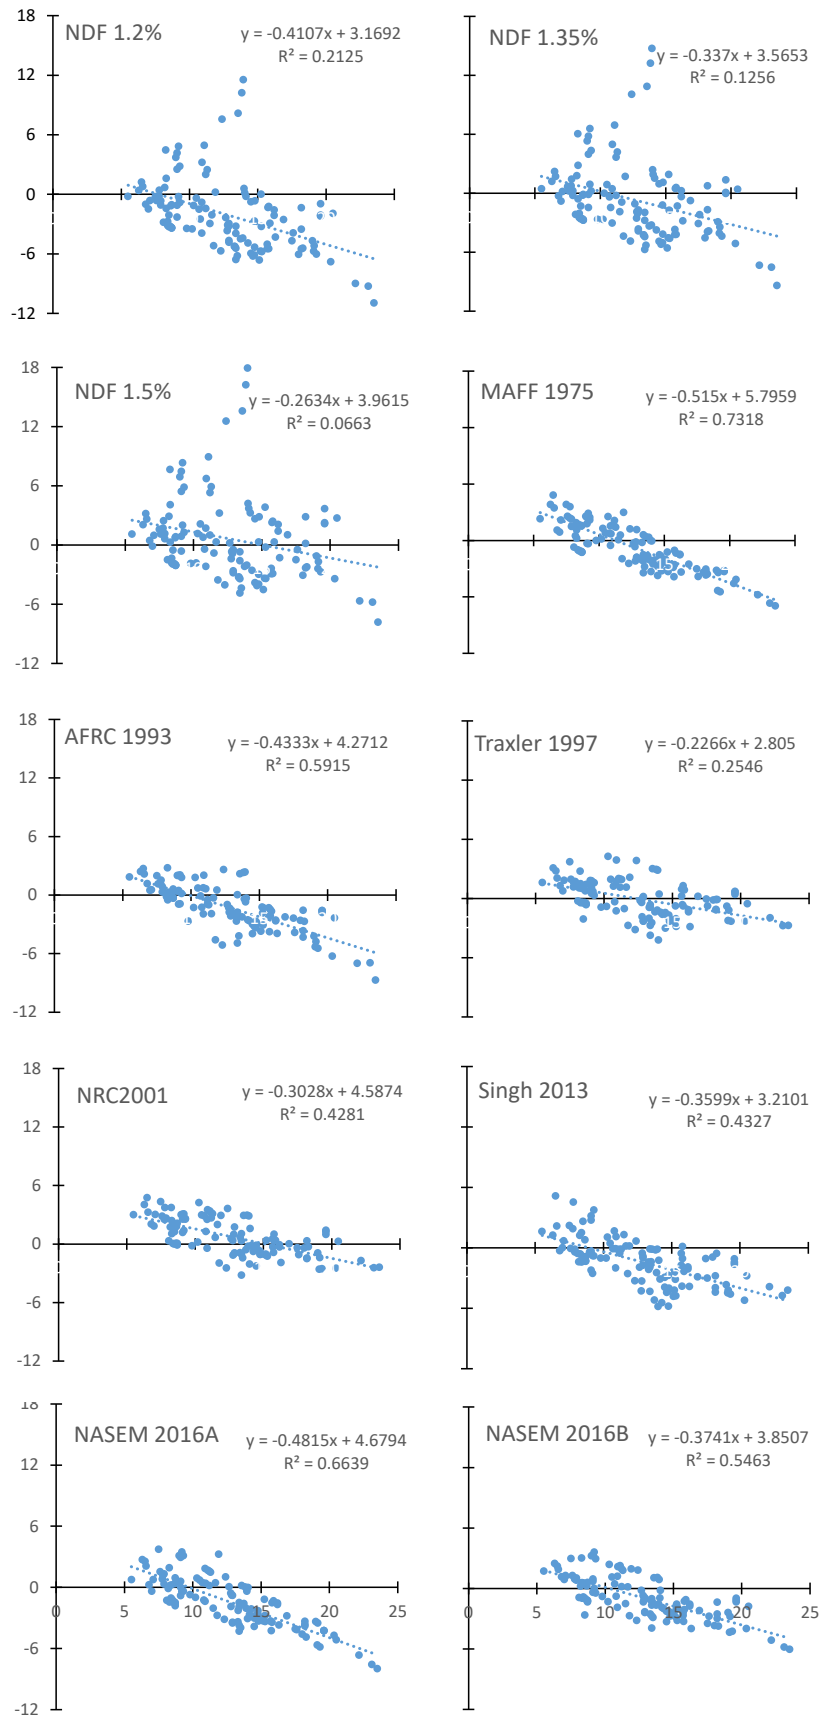 18
12
6
0
-6
-12
NDF 1.2%
y = -0.4107x + 3.1692
R² = 0.2125
NDF 1.35%
y = -0.337x + 3.5653
R² = 0.1256
18
12
6
0
-6
-12
NDF 1.5%
y = -0.2634x + 3.9615
R² = 0.0663
MAFF 1975
y = -0.515x + 5.7959
R² = 0.7318
15
18
12
6
0
-6
-12
AFRC 1993
y = -0.4333x + 4.2712
R² = 0.5915
15
Traxler 1997
y = -0.2266x + 2.805
R² = 0.2546
15
18
12
6
0
-6
-12
NRC2001
y = -0.3028x + 4.5874
R² = 0.4281
Singh 2013
y = -0.3599x + 3.2101
R² = 0.4327
18
12
6
0
-6
-12
NASEM 2016A
y = -0.4815x + 4.6794
R² = 0.6639
0 5 10 15 20 25
NASEM 2016B
y = -0.3741x + 3.8507
R² = 0.5463
0 5 10 15 20 25